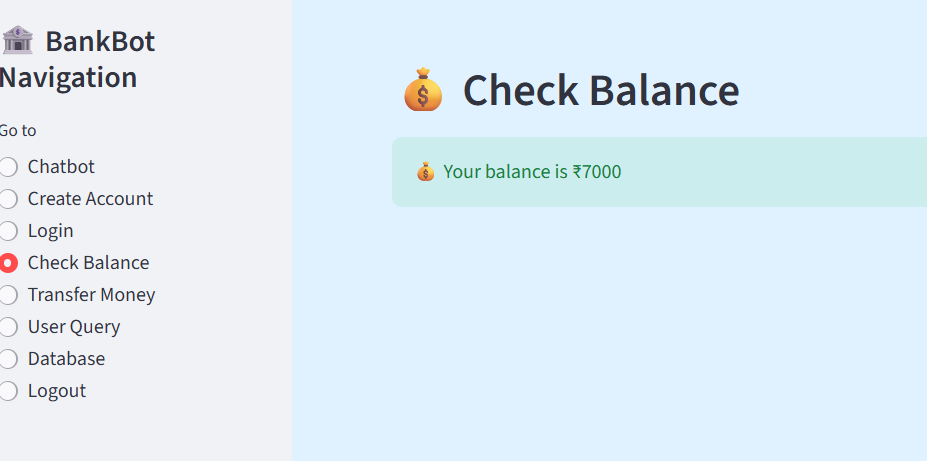 🏦 BankBot
Navigation
Go to
Chatbot
Create Account
Login
Check Balance
Transfer Money
User Query
Database
Logout
💰 Check Balance
💰 Your balance is ₹7000